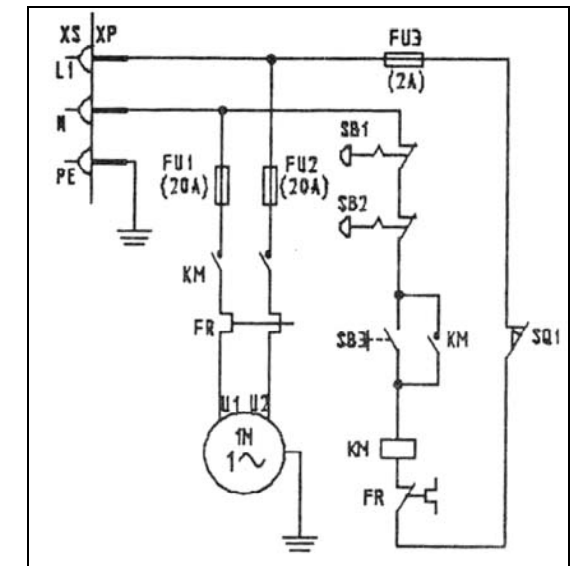 XS XP
FU3
L1
(2A)
N
SB1
PE
FU1
(20A)
FU2
(20A)
SB2
KM
FR
SB3
KM
SQ1
U1 U2
1M
1
KM
FR